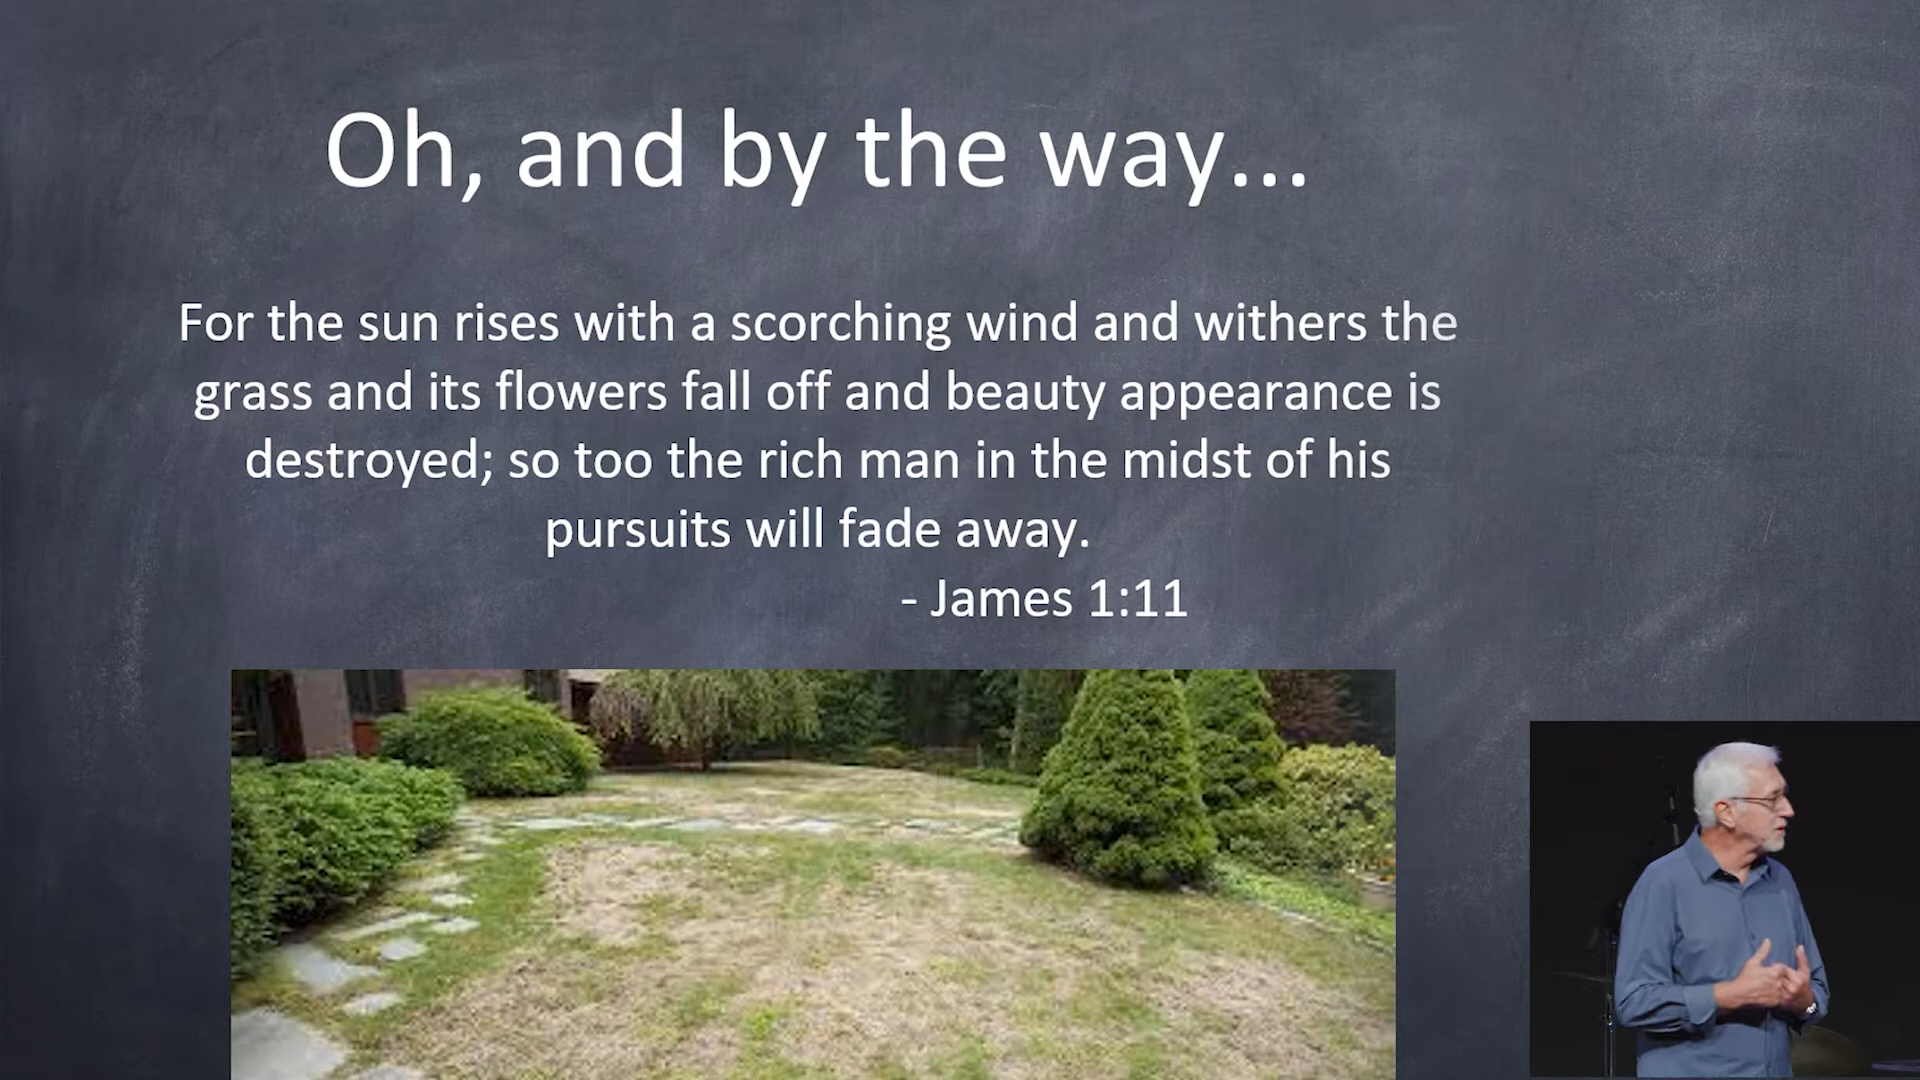 Oh, and by the way...
For the sun rises with a scorching wind and withers the
grass and its flowers fall off and beauty appearance is
destroyed; so too the rich man in the midst of his
pursuits will fade away.
- James 1:11